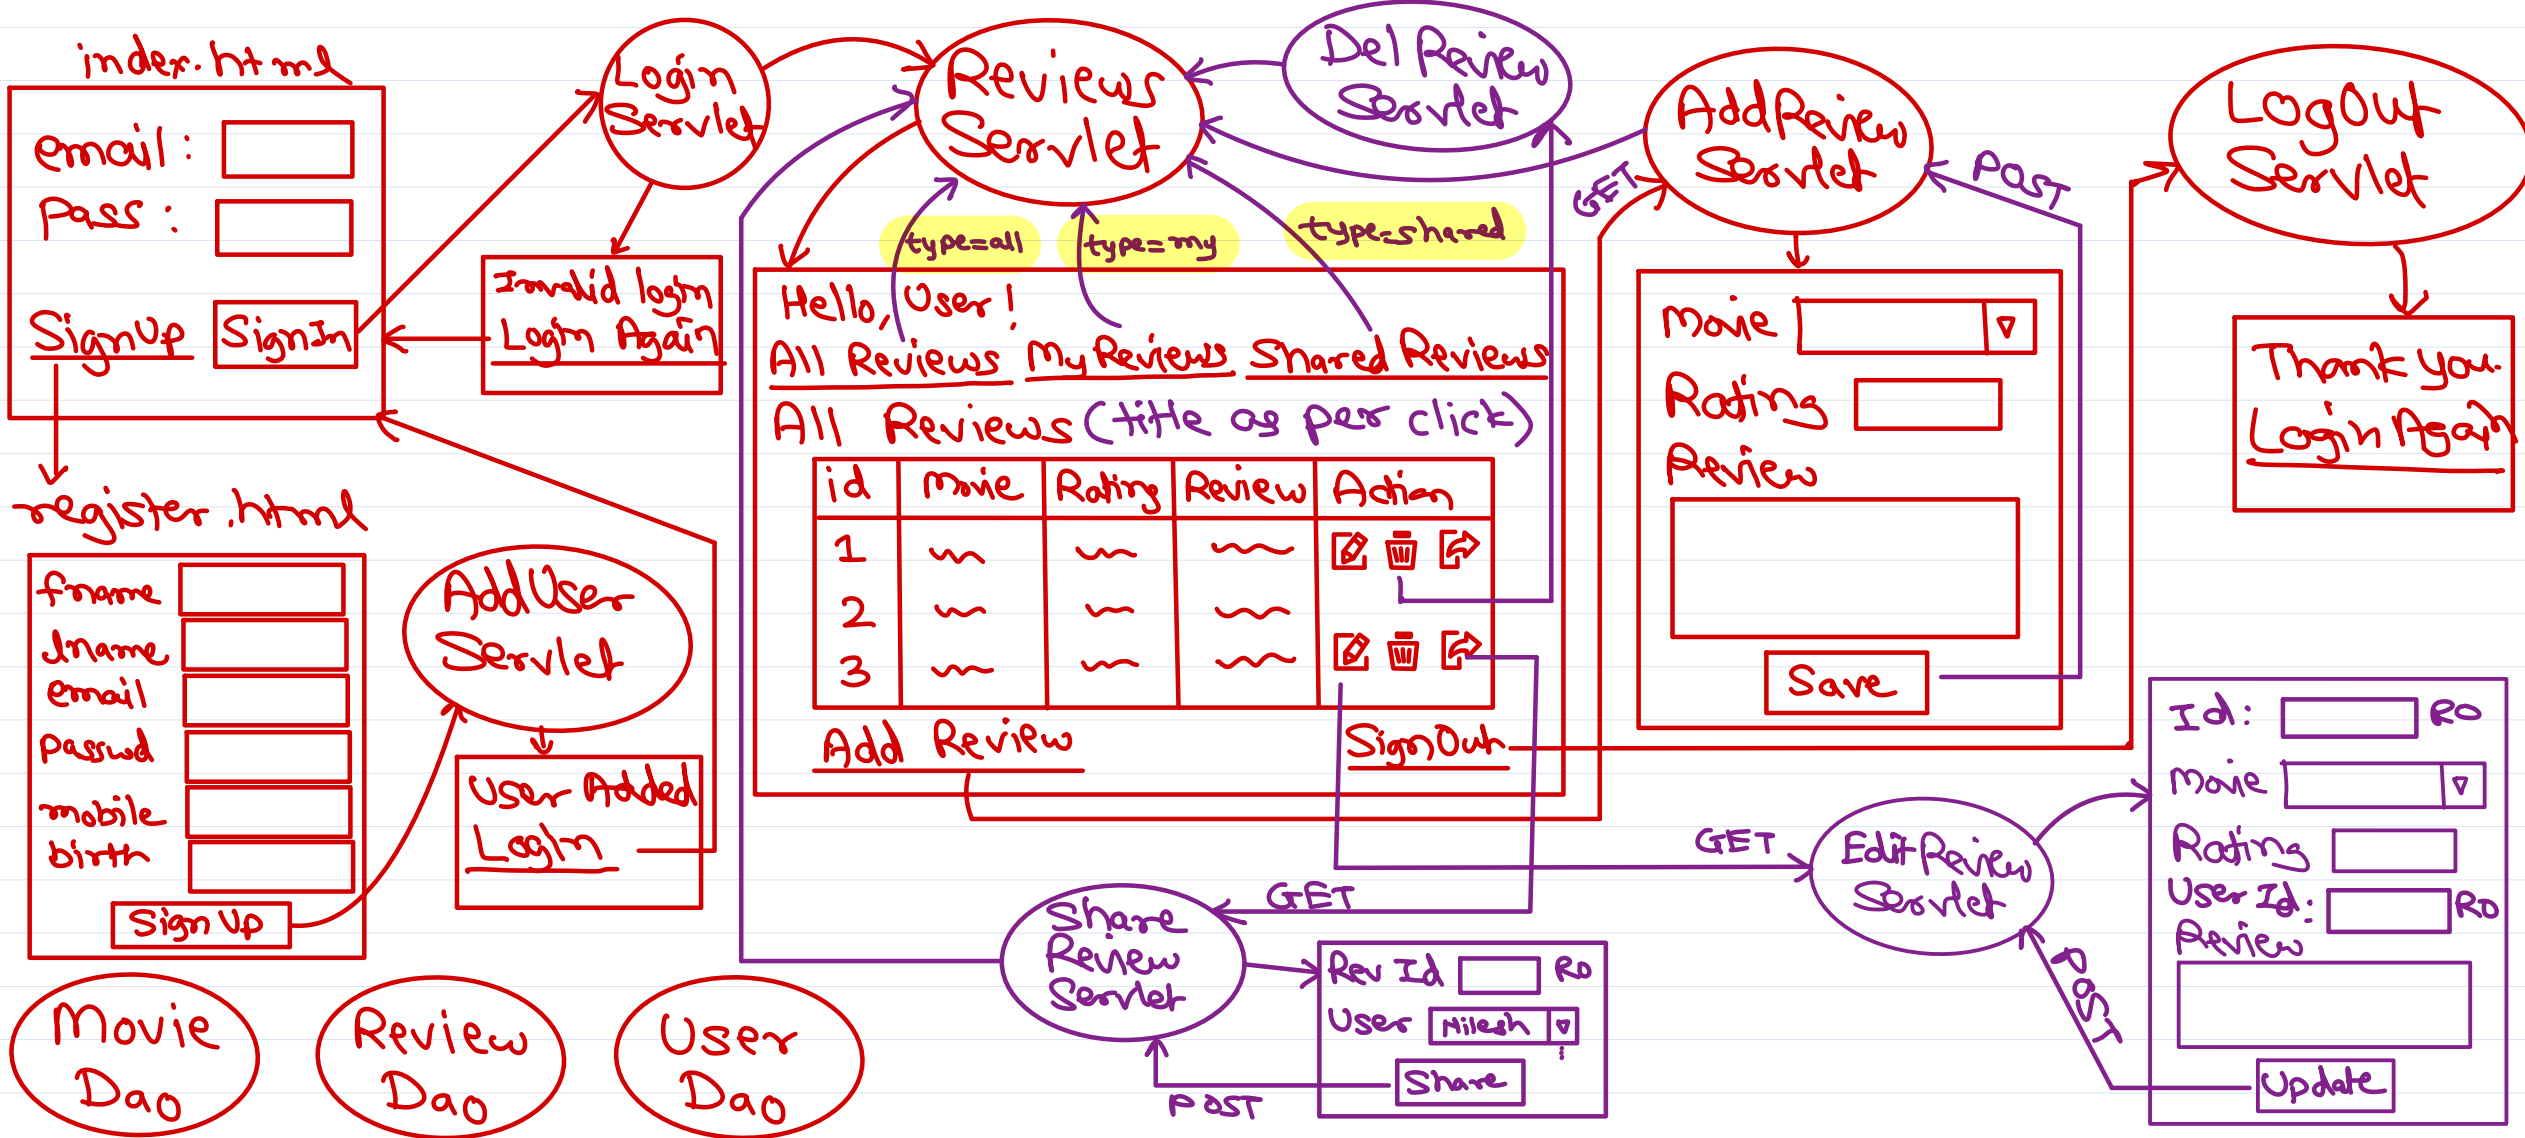 index.html
email:
Pass:
SignUp
SignIn
Login
Servlet
Invalid login
Login Again
register.html
fname
lname
email
Passwd
mobile
birth
Sign Up
AddUser
Servlet
User Added
Login
Movie
Dao
Review
Dao
User
Dao
Reviews
Servlet
Del Review
Servlet
type=all
type=my
type=shared
Hello, User!
All Reviews My Reviews Shared Reviews
All Reviews (title as per click)
id Movie Rating Review Action
1
2
3
Add Review
SignOut
GET
AddReview
Servlet
POST
Movie
Rating
Review
Save
LogOut
Servlet
Thank you.
Login Again
GET
Share
Review
Servlet
Rev Id RO
User Nilesh
Share
POST
GET
EditReview
Servlet
POST
Id: RO
Movie
Rating
User Id: RO
Review
Update